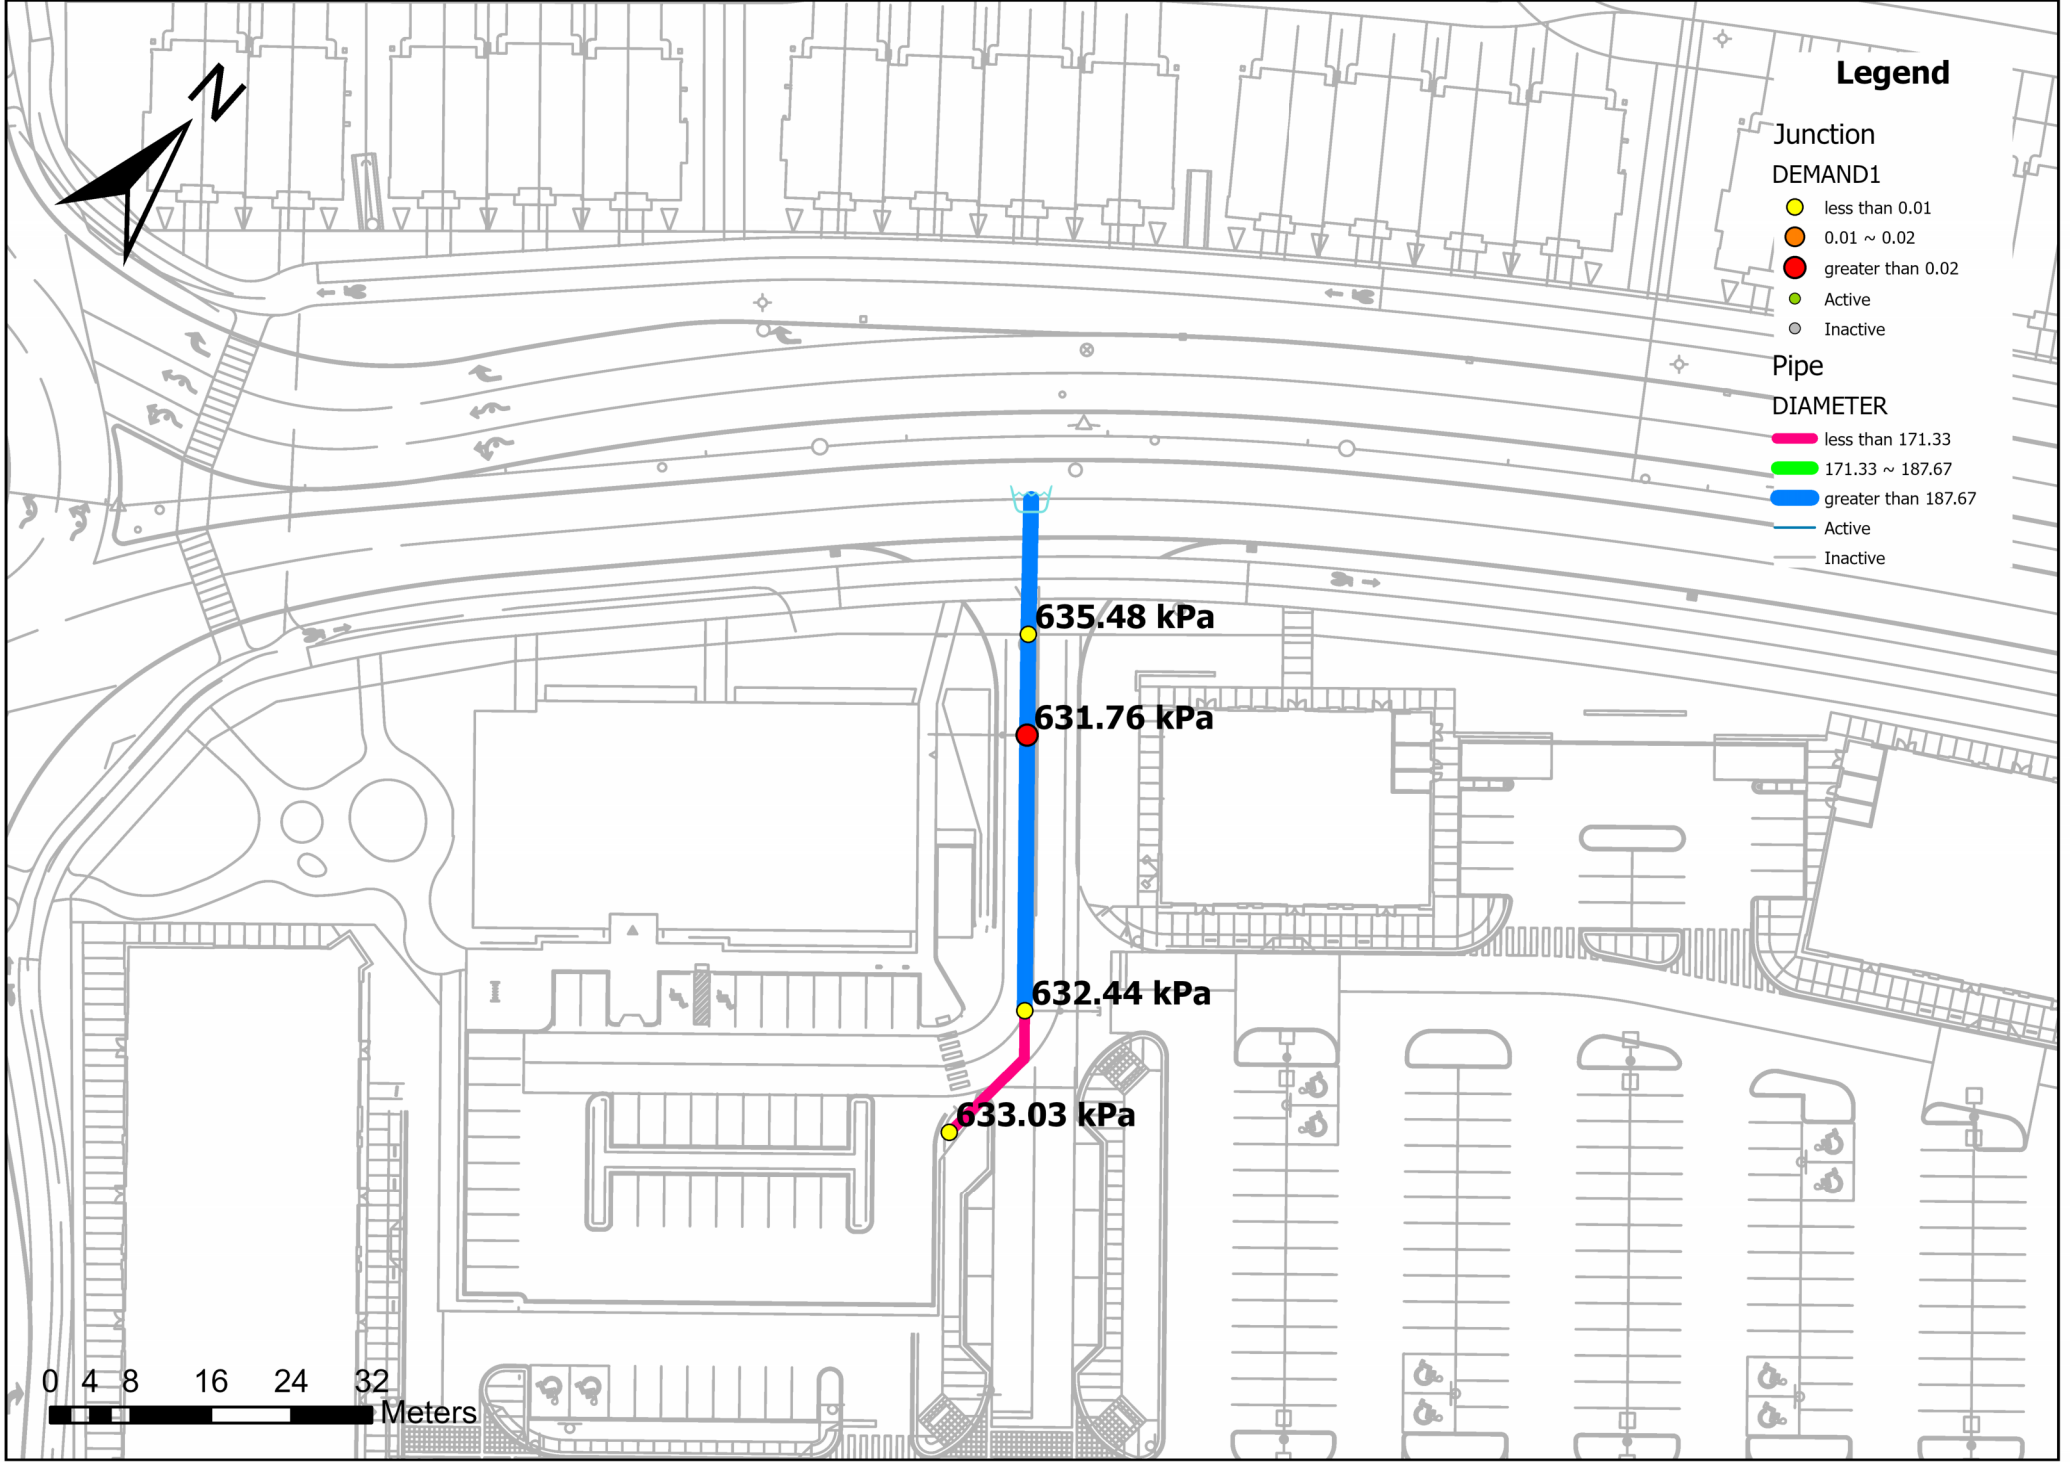 N
Legend
Junction
DEMAND1
less than 0.01
0.01 ~ 0.02
greater than 0.02
Active
Inactive
Pipe
DIAMETER
less than 171.33
171.33 ~ 187.67
greater than 187.67
Active
Inactive
635.48 kPa
631.76 kPa
632.44 kPa
633.03 kPa
0 4 8 16 24 32
Meters